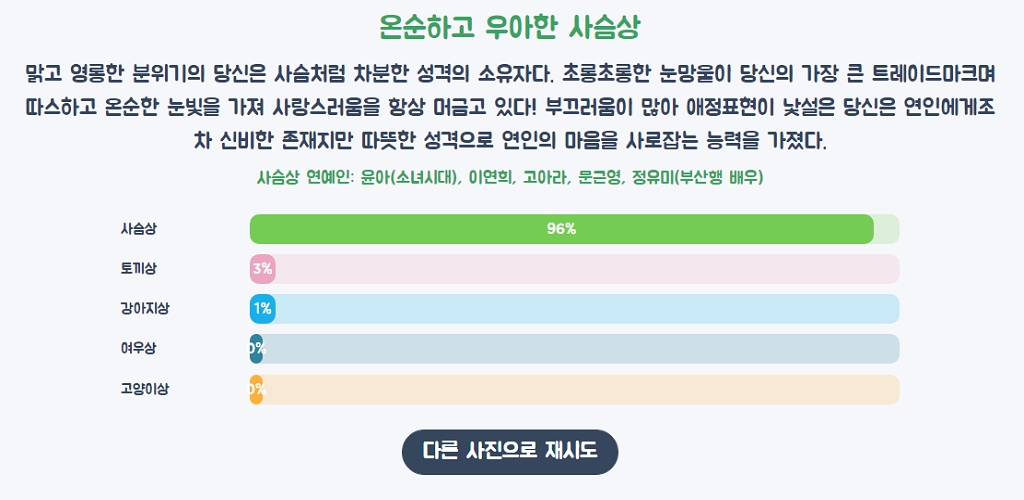 온순하고 우아한 사슴상
맑고 영롱한 분위기의 당신은 사슴처럼 차분한 성격의 소유자다. 초롱초롱한 눈망울이 당신의 가장 큰 트레이드마크며
따스하고 온순한 눈빛을 가져 사랑스러움을 항상 머금고 있다! 부끄러움이 많아 애정표현이 낯설은 당신은 연인에게조
차 신비한 존재지만 따뜻한 성격으로 연인의 마음을 사로잡는 능력을 가졌다.
사슴상 연예인: 윤아(소녀시대), 이연희, 고아라, 문근영, 정유미(부산행 배우)
사슴상 96%
토끼상 3%
강아지상 1%
여우상 0%
고양이상 0%
다른 사진으로 재시도